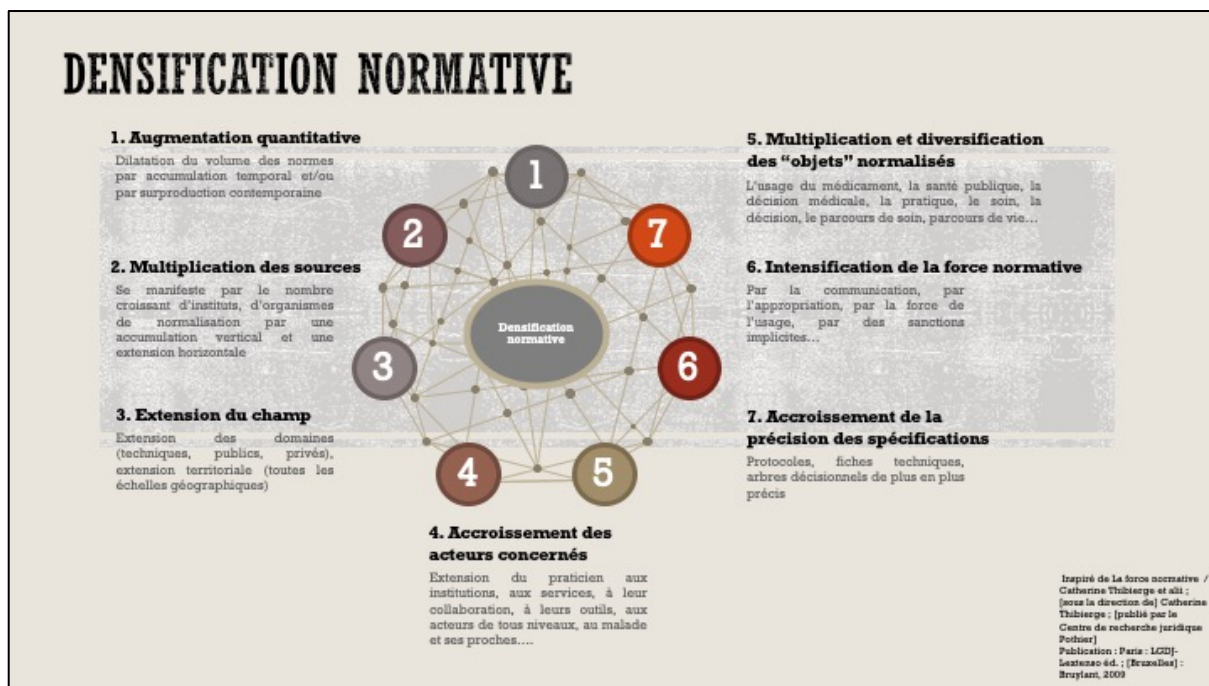 DENSIFICATION NORMATIVE
1. Augmentation quantitative
Dilatation du volume des normes
par accumulation temporal et/ou
par surproduction contemporaine
2. Multiplication des sources
Se manifeste par le nombre
croissant d'instituts, d'organismes
de normalisation par une
accumulation vertical et une
extension horizontale
3. Extension du champ
Extension des domaines
(techniques, publics, privés),
extension territoriale (toutes les
échelles géographiques)
1
2
3
4
5
6
7
Densification
normative
4. Accroissement des
acteurs concernés
Extension du praticien aux
institutions, aux services, à leur
collaboration, à leurs outils, aux
acteurs de tous niveaux, au malade
et ses proches....
5. Multiplication et diversification
des "objets" normalisés
L'usage du médicament, la santé publique, la
décision médicale, la pratique, le soin, la
décision, le parcours de soin, parcours de vie...
6. Intensification de la force normative
Par la communication, par
l'appropriation, par la force de
l'usage, par des sanctions
implicites...
7. Accroissement de la
précision des spécifications
Protocoles, fiches techniques,
arbres décisionnels de plus en plus
précis
Inspiré de La force normative /
Catherine Thibierge et alii ;
[sous la direction de] Catherine
Thibierge ; [publié par le
Centre de recherche juridique
Pothier]
Publication : Paris : LGDJ-
Lextenso éd. ; [Bruxelles] :
Bruylant, 2009